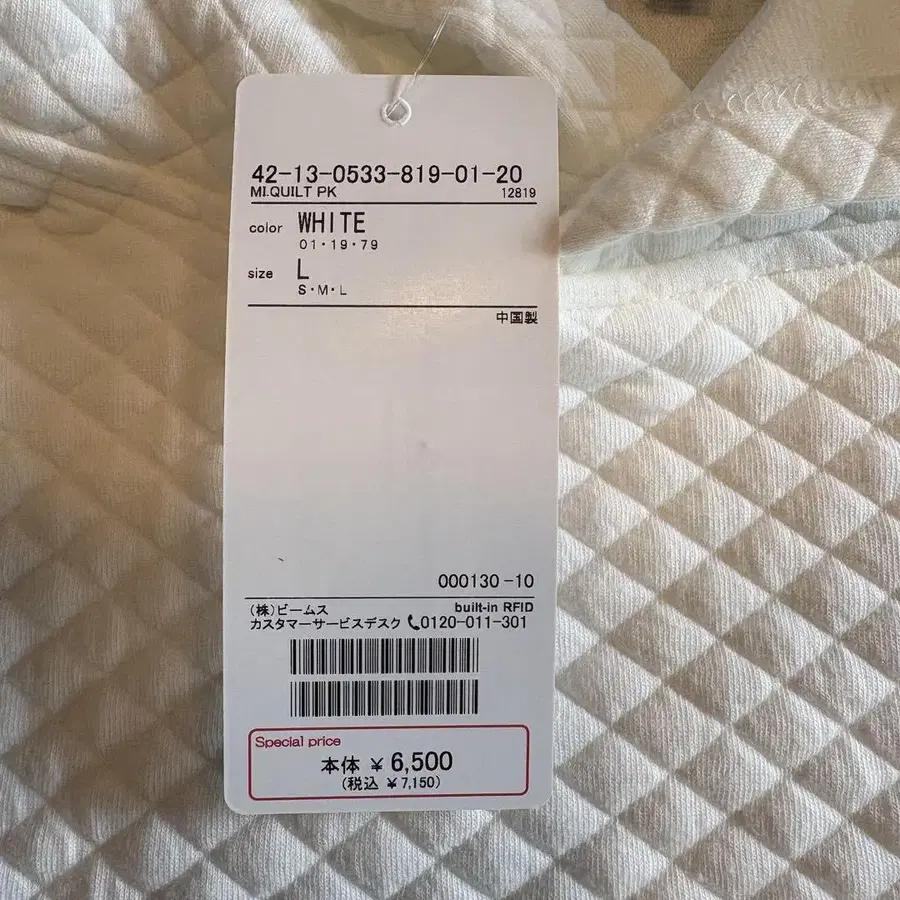 42-13-0533-819-01-20
MI.QUILT PK 12819
color WHITE
01・19・79
size L
S・M・L
中国製
000130-10
(株)ビームス built-in RFID
カスタマーサービスデスク 0120-011-301
Special price
本体 ¥6,500
(税込 ¥7,150)